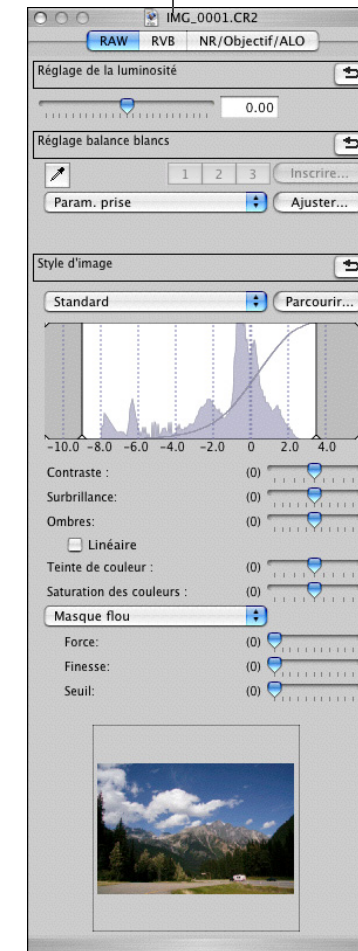 IMG_0001.CR2
RAW RVB NR/Objectif/ALO
Réglage de la luminosité
0.00
Réglage balance blancs
1 2 3 Inscrire...
Param. prise Ajuster...
Style d'image
Standard Parcourir...
-10.0 -8.0 -6.0 -4.0 -2.0 0 2.0 4.0
Contraste : (0)
Surbrillance: (0)
Ombres: (0)
Linéaire
Teinte de couleur : (0)
Saturation des couleurs : (0)
Masque flou
Force: (0)
Finesse: (0)
Seuil: (0)